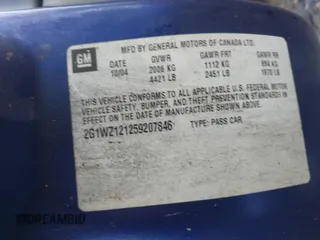 GM
MFD BY GENERAL MOTORS OF CANADA LTD.
DATE GVWR GAWR FRT GAWR RR
10/04 2006 KG 1112 KG 894 KG
4421 LB 2451 LB 1970 LB
THIS VEHICLE CONFORMS TO ALL APPLICABLE U.S. FEDERAL MOTOR
VEHICLE SAFETY, BUMPER, AND THEFT PREVENTION STANDARDS
IN EFFECT ON THE DATE OF MANUFACTURE SHOWN ABOVE.
2G1WZ121259207846 TYPE: PASS CAR
DREAMBID